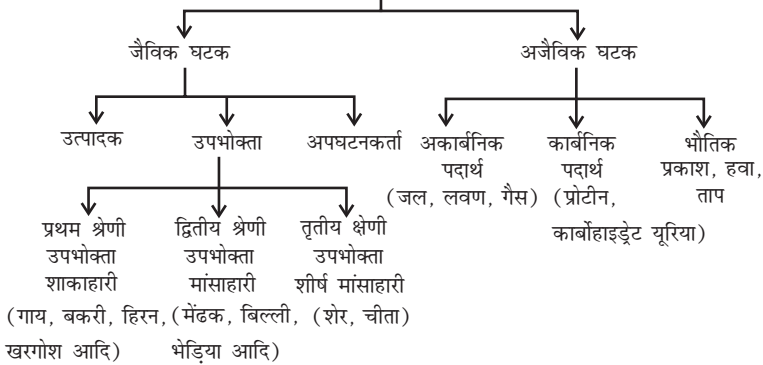 जैविक घटक
अजैविक घटक
उत्पादक
उपभोक्ता
अपघटनकर्ता
अकार्बनिक
पदार्थ
(जल, लवण, गैस)
कार्बनिक
पदार्थ
(प्रोटीन,
कार्बोहाइड्रेट यूरिया)
भौतिक
प्रकाश, हवा,
ताप
प्रथम श्रेणी
उपभोक्ता
शाकाहारी
(गाय, बकरी, हिरन,
खरगोश आदि)
द्वितीय श्रेणी
उपभोक्ता
मांसाहारी
(मेंढक, बिल्ली,
भेड़िया आदि)
तृतीय क्षेणी
उपभोक्ता
शीर्ष मांसाहारी
(शेर, चीता)